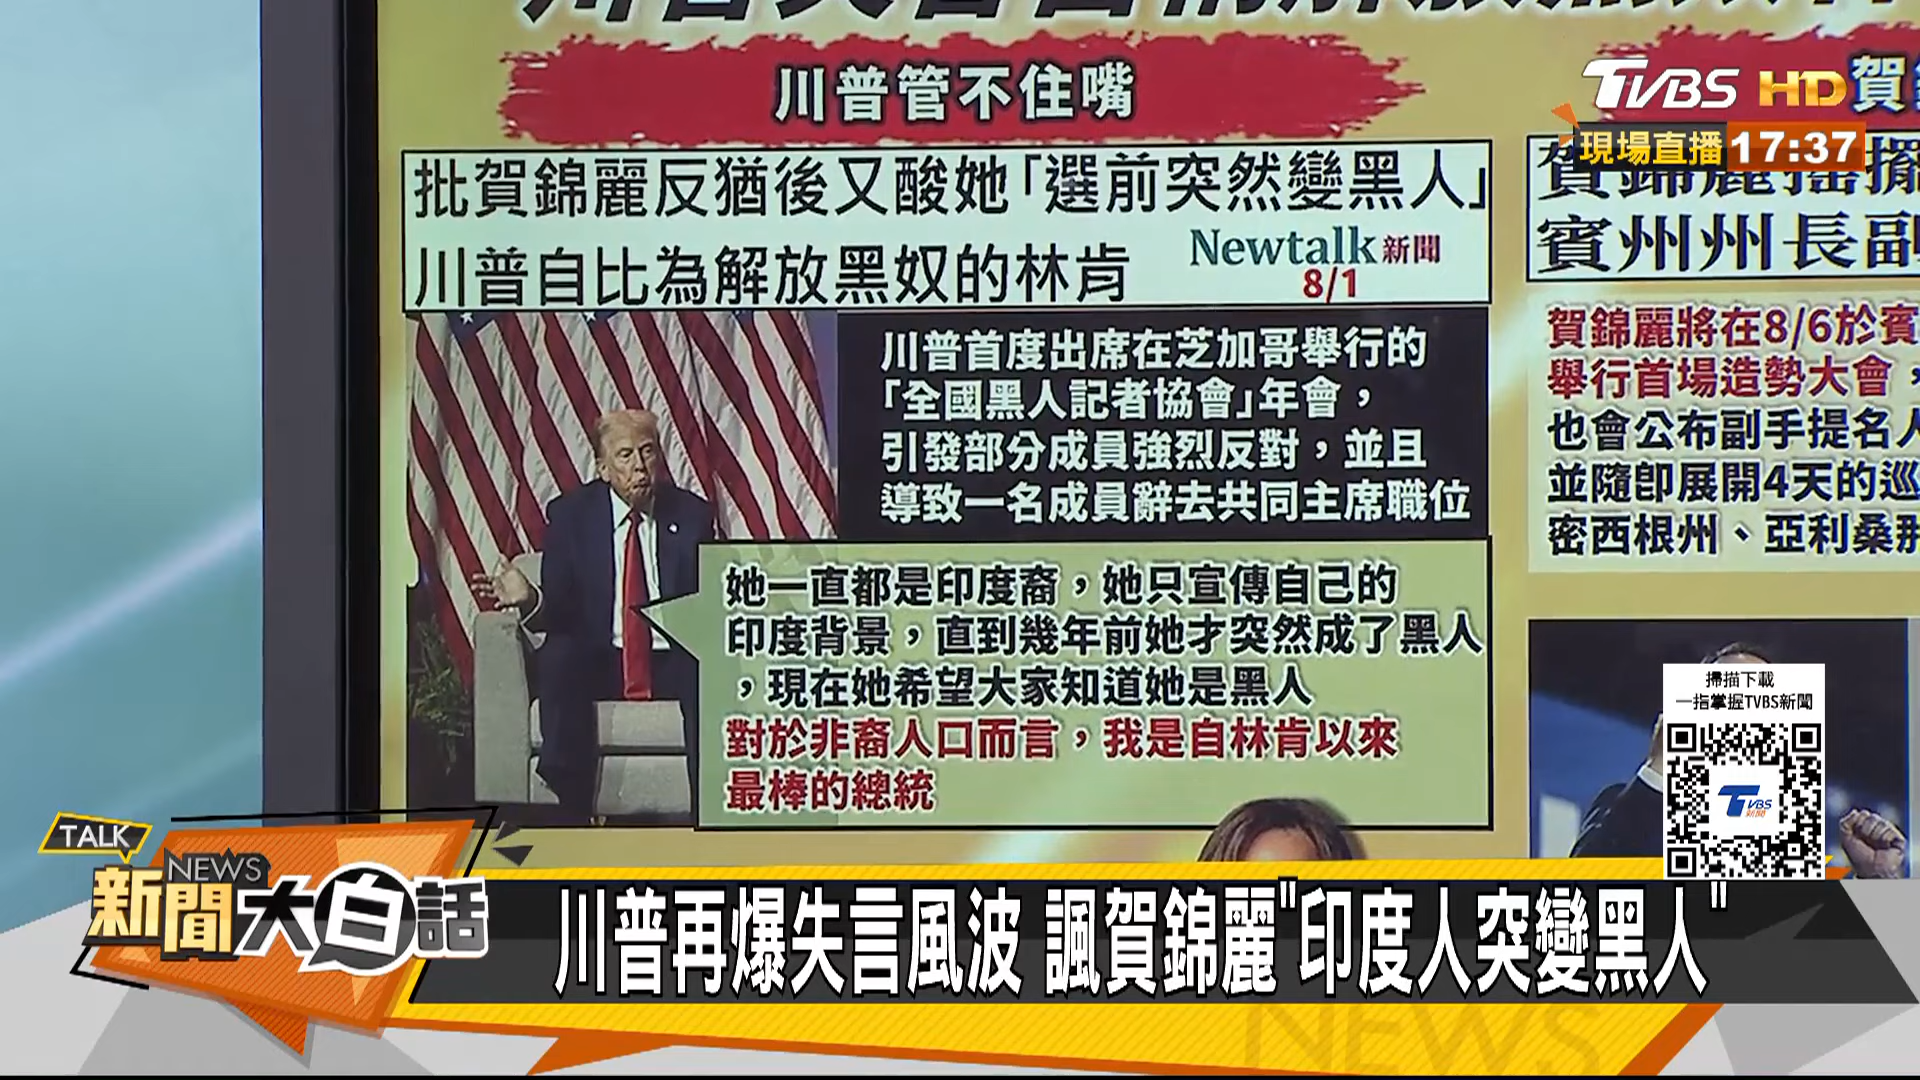 川普管不住嘴
批賀錦麗反猶後又酸她「選前突然變黑人」
川普自比為解放黑奴的林肯
Newtalk新聞
8/1
川普首度出席在芝加哥舉行的
「全國黑人記者協會」年會，
引發部分成員強烈反對，並且
導致一名成員辭去共同主席職位
她一直都是印度裔，她只宣傳自己的
印度背景，直到幾年前她才突然成了黑人
，現在她希望大家知道她是黑人
對於非裔人口而言，我是自林肯以來
最棒的總統
TVBS HD
現場直播 17:37
賀
賀錦麗搖擺
賓州州長副
賀錦麗將在8/6於賓
舉行首場造勢大會，
也會公布副手提名人
並隨即展開4天的巡
密西根州、亞利桑那
掃描下載
一指掌握TVBS新聞
TVBS
新聞
TALK
NEWS
新聞大白話
川普再爆失言風波 諷賀錦麗"印度人突變黑人"
NEWS